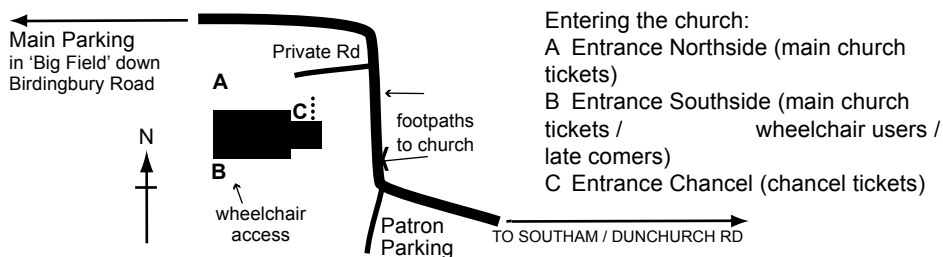 Main Parking
in ‘Big Field’ down
Birdingbury Road
N
Private Rd
A
C
B
footpaths
to church
wheelchair
access
Patron
Parking
TO SOUTHAM / DUNCHURCH RD
Entering the church:
A Entrance Northside (main church
tickets)
B Entrance Southside (main church
tickets / wheelchair users /
late comers)
C Entrance Chancel (chancel tickets)